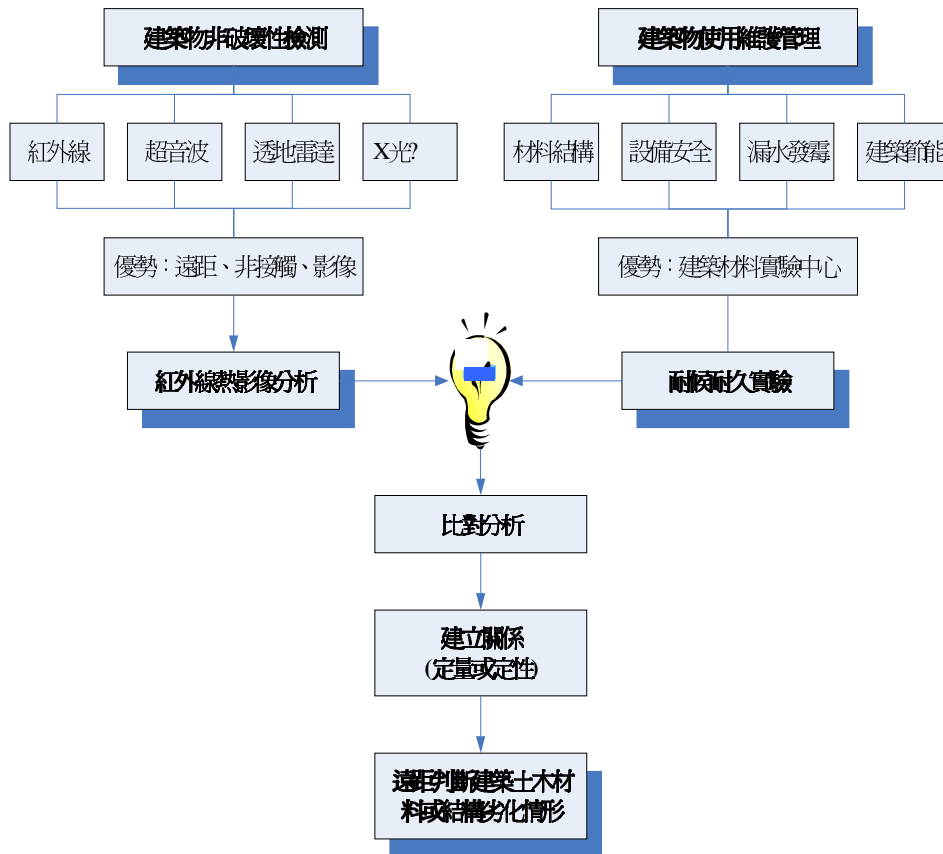 建築物非破壞性檢測
建築物使用維護管理
紅外線
超音波
透地雷達
X光?
材料結構
設備安全
漏水發霉
建築節能
優勢：遠距、非接觸、影像
優勢：建築材料實驗中心
紅外線熱影像分析
耐候耐久實驗
比對分析
建立關係
(定量或定性)
遠距判斷建築土木材
料或結構劣化情形